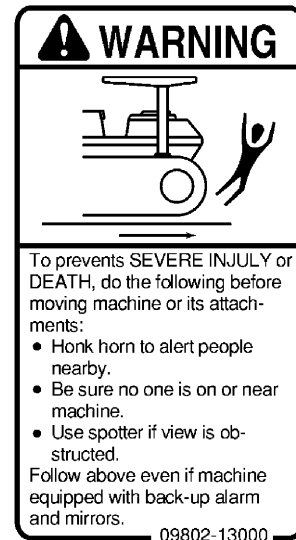 WARNING
To prevents SEVERE INJULY or
DEATH, do the following before
moving machine or its attach-
ments:
• Honk horn to alert people
nearby.
• Be sure no one is on or near
machine.
• Use spotter if view is ob-
structed.
Follow above even if machine
equipped with back-up alarm
and mirrors.
09802-13000